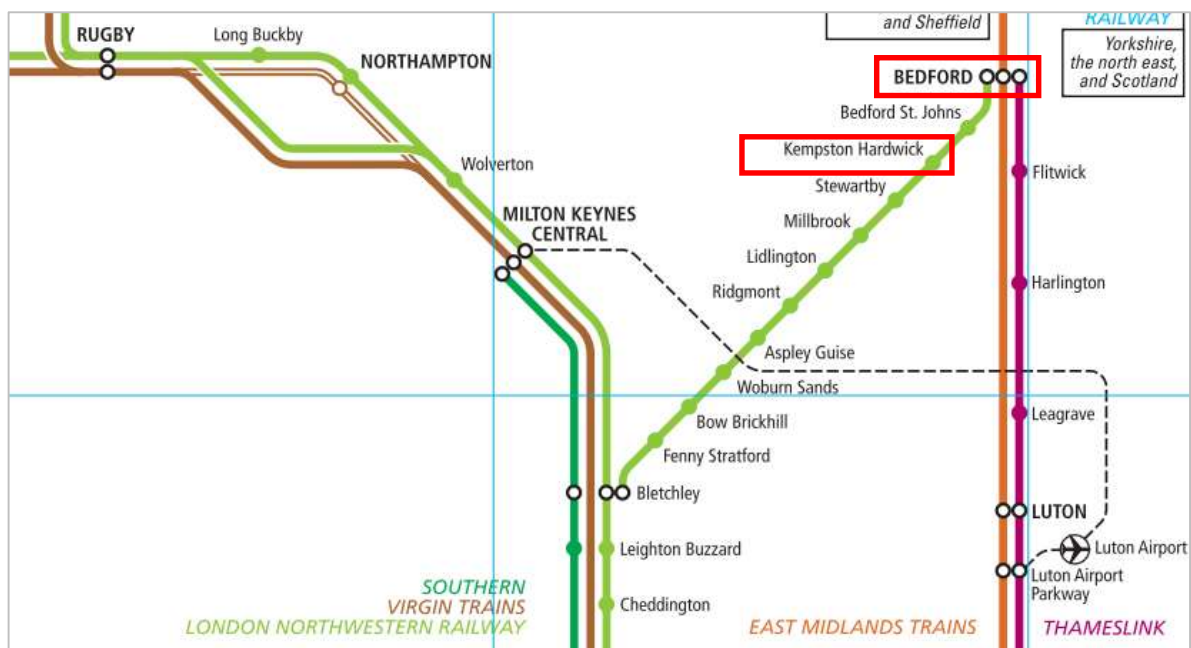 and Sheffield
RAILWAY
Yorkshire,
the north east,
and Scotland
RUGBY
Long Buckby
NORTHAMPTON
Wolverton
MILTON KEYNES
CENTRAL
BEDFORD
Bedford St. Johns
Kempston Hardwick
Stewartby
Millbrook
Lidlington
Ridgmont
Aspley Guise
Woburn Sands
Bow Brickhill
Fenny Stratford
Bletchley
Leighton Buzzard
Cheddington
Flitwick
Harlington
Leagrave
LUTON
Luton Airport
Luton Airport
Parkway
SOUTHERN
VIRGIN TRAINS
LONDON NORTHWESTERN RAILWAY
EAST MIDLANDS TRAINS
THAMESLINK